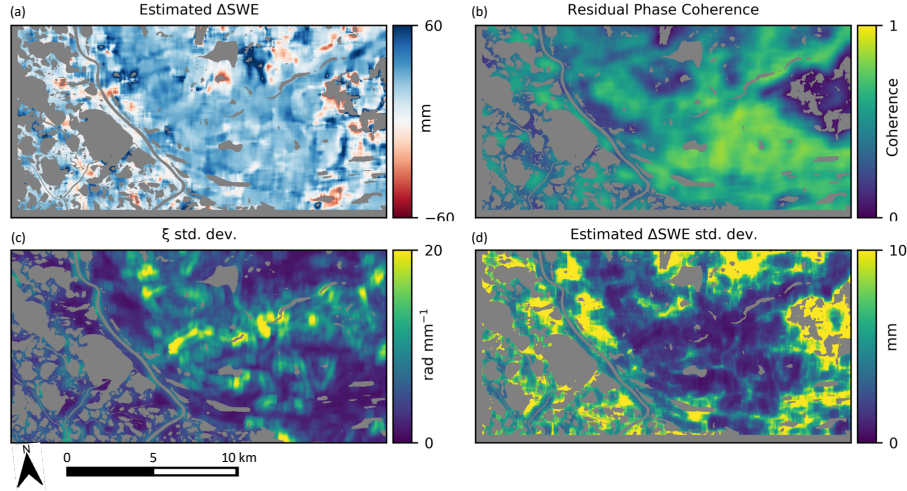 (a) Estimated ΔSWE
60
mm
−60
(b) Residual Phase Coherence
1
Coherence
0
(c) ξ std. dev.
20
rad mm⁻¹
0
(d) Estimated ΔSWE std. dev.
10
mm
0
N
0 5 10 km